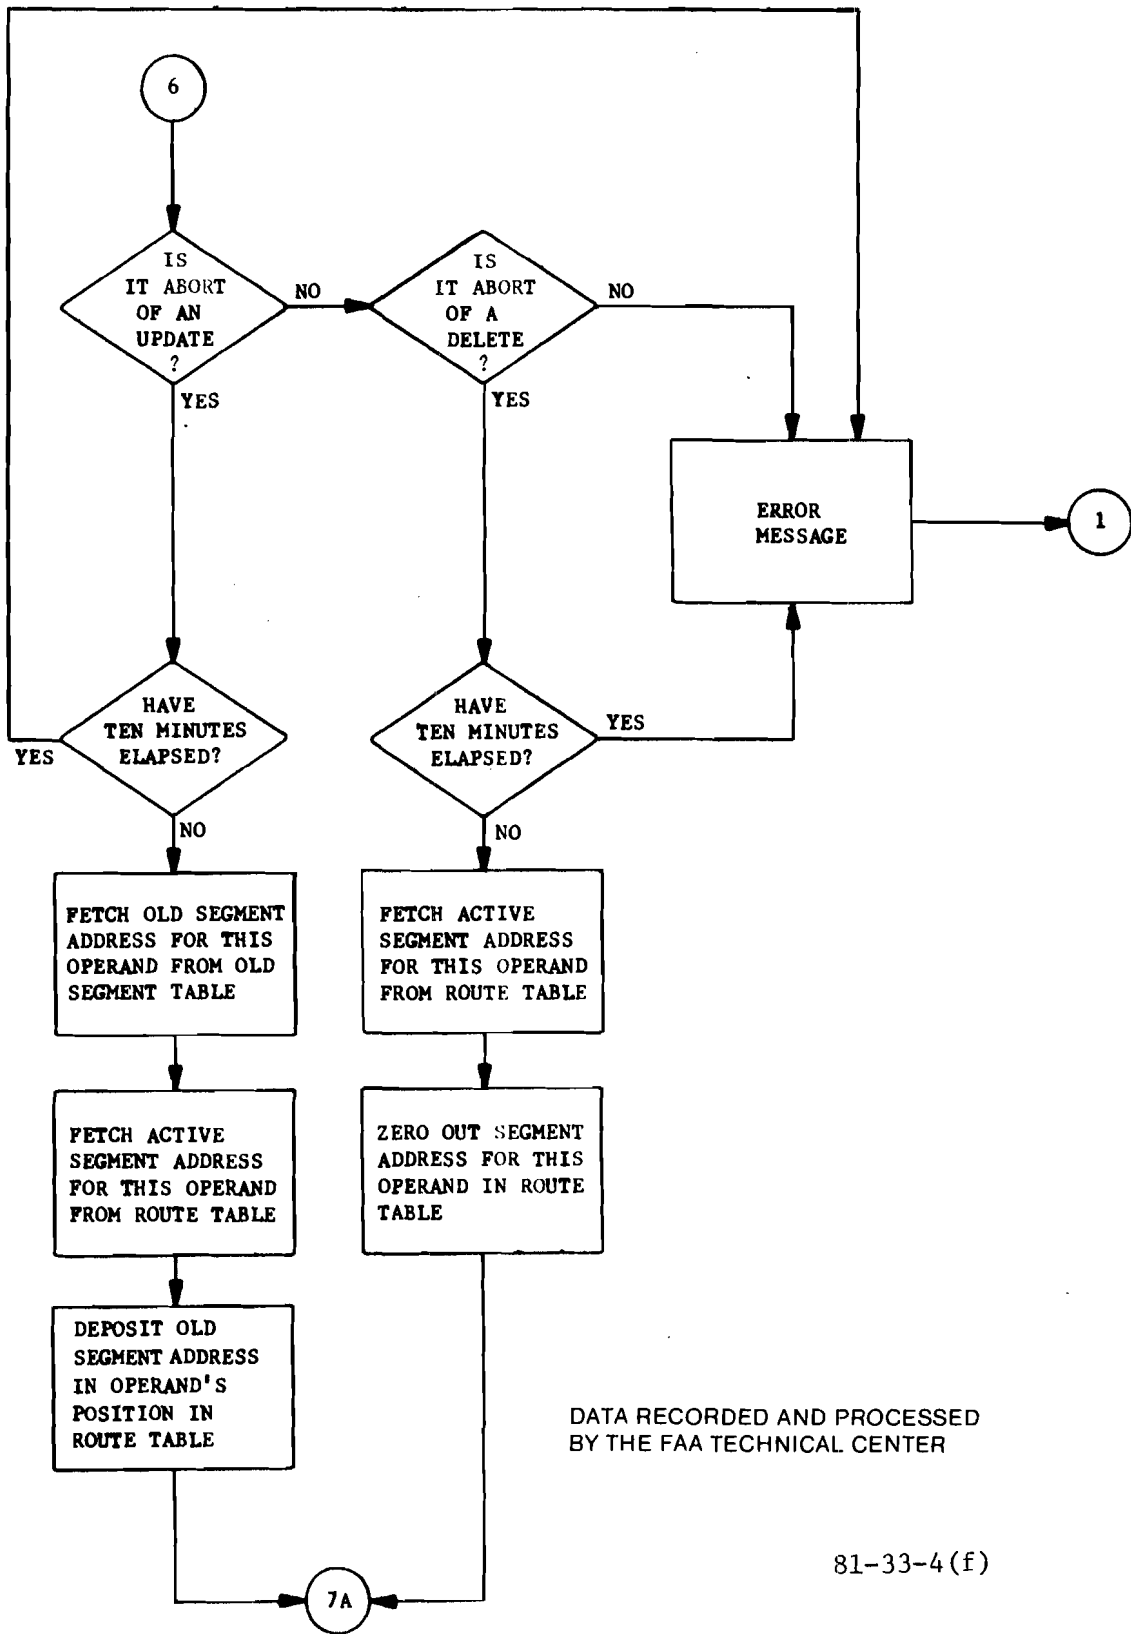 6
IS
IT ABORT
OF AN
UPDATE
?
NO
IS
IT ABORT
OF A
DELETE
?
NO
YES
YES
ERROR
MESSAGE
1
HAVE
TEN MINUTES
ELAPSED?
YES
HAVE
TEN MINUTES
ELAPSED?
YES
NO
NO
FETCH OLD SEGMENT
ADDRESS FOR THIS
OPERAND FROM OLD
SEGMENT TABLE
FETCH ACTIVE
SEGMENT ADDRESS
FOR THIS OPERAND
FROM ROUTE TABLE
FETCH ACTIVE
SEGMENT ADDRESS
FOR THIS OPERAND
FROM ROUTE TABLE
ZERO OUT SEGMENT
ADDRESS FOR THIS
OPERAND IN ROUTE
TABLE
DEPOSIT OLD
SEGMENT ADDRESS
IN OPERAND'S
POSITION IN
ROUTE TABLE
DATA RECORDED AND PROCESSED
BY THE FAA TECHNICAL CENTER
81-33-4(f)
7A